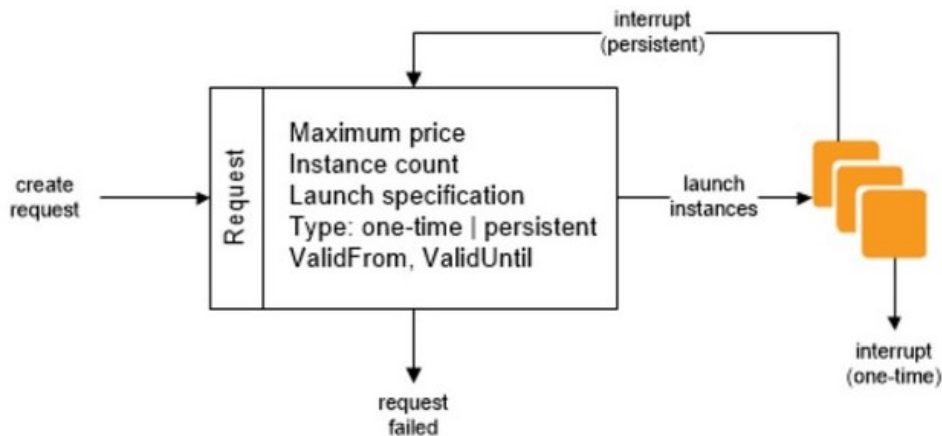 interrupt
(persistent)
create
request
Request
Maximum price
Instance count
Launch specification
Type: one-time | persistent
ValidFrom, ValidUntil
launch
instances
interrupt
(one-time)
request
failed